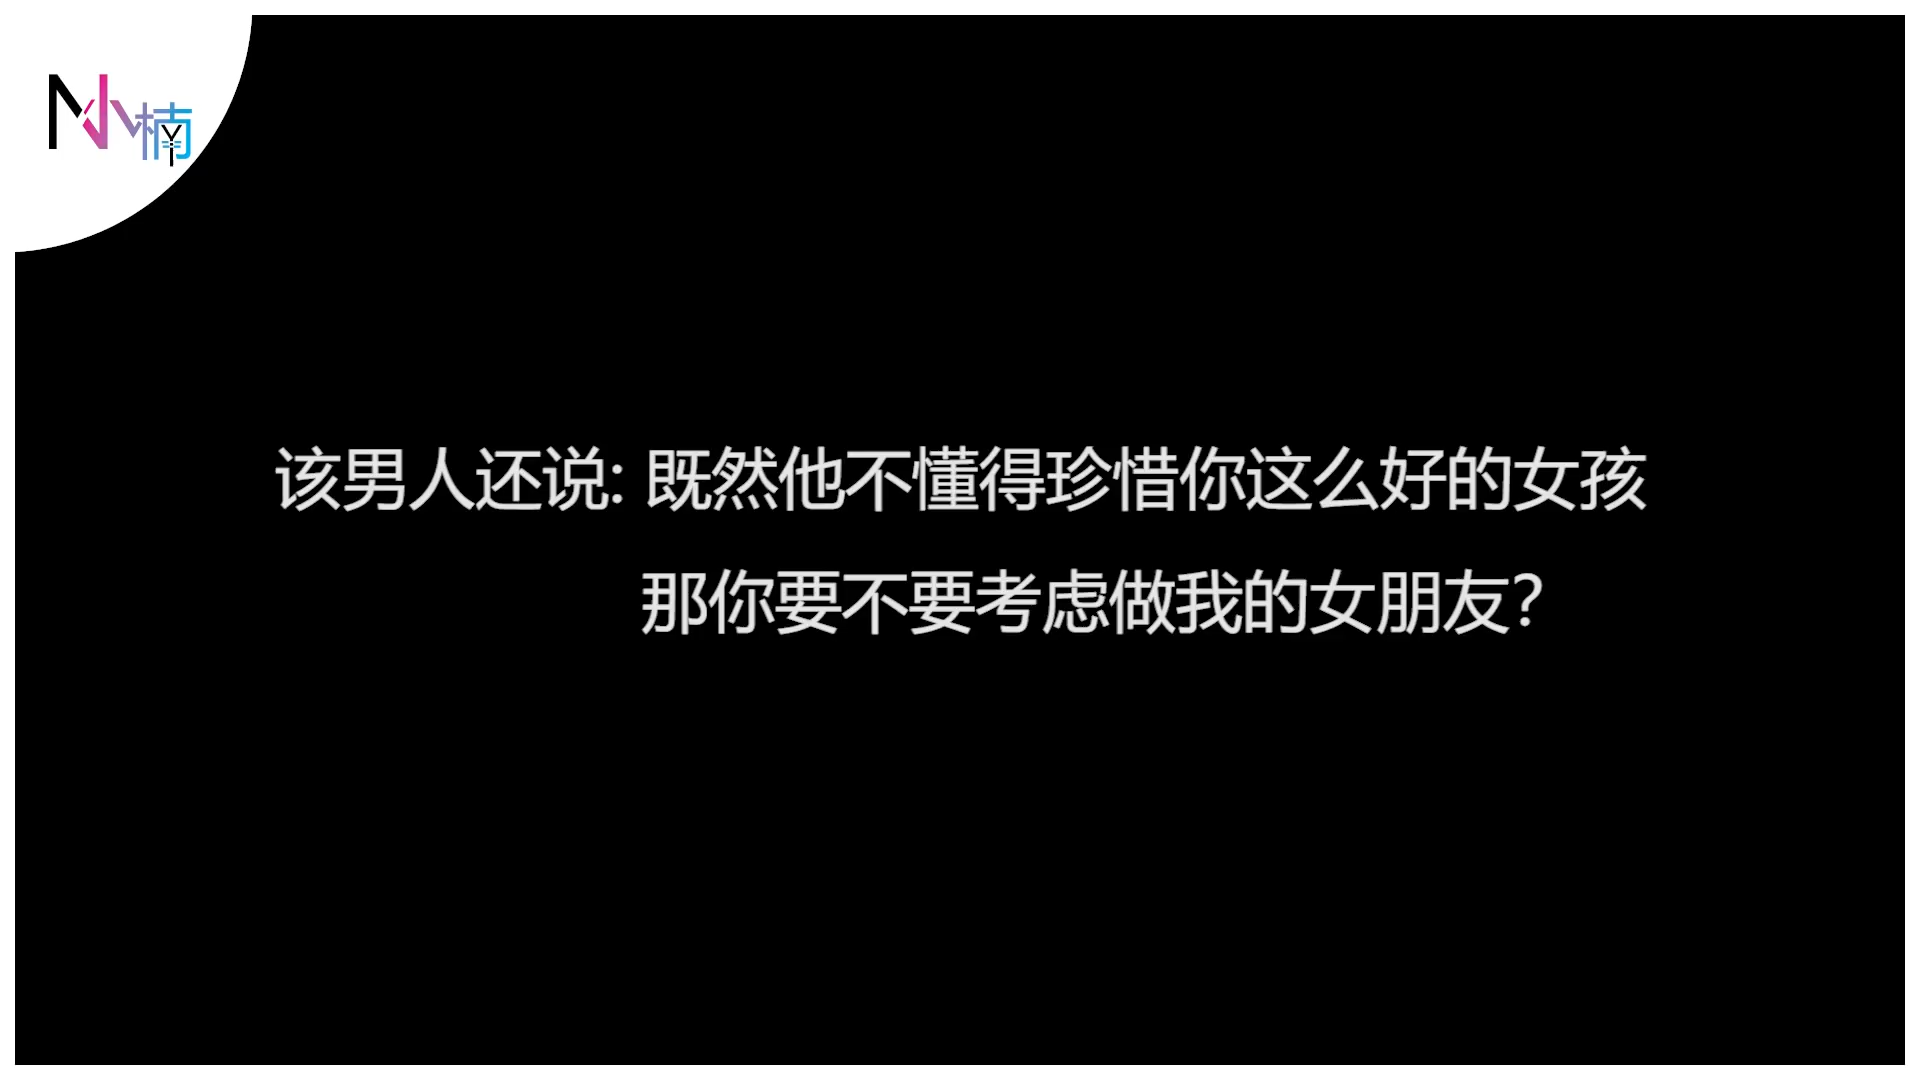 楠
该男人还说: 既然他不懂得珍惜你这么好的女孩
那你要不要考虑做我的女朋友?